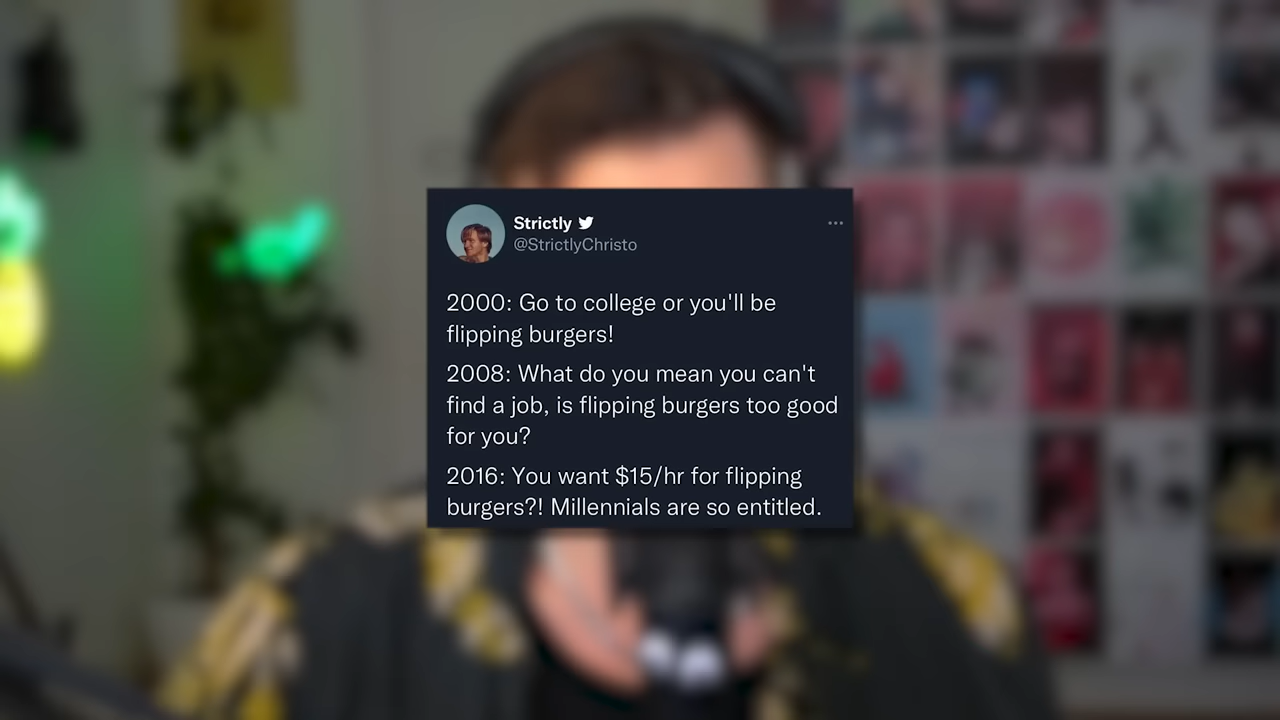 Strictly
@StrictlyChristo
2000: Go to college or you'll be
flipping burgers!
2008: What do you mean you can't
find a job, is flipping burgers too good
for you?
2016: You want $15/hr for flipping
burgers?! Millennials are so entitled.